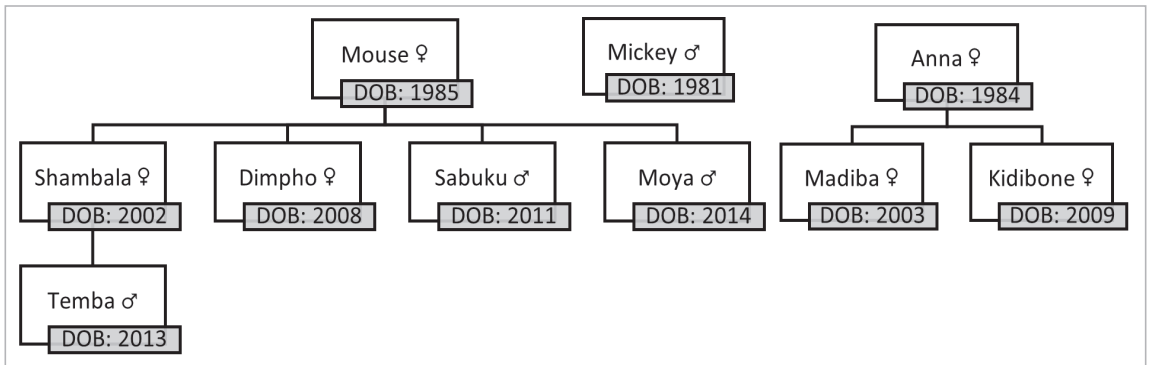 Mouse ♀
DOB: 1985
Mickey ♂
DOB: 1981
Anna ♀
DOB: 1984
Shambala ♀
DOB: 2002
Dimpho ♀
DOB: 2008
Sabuku ♂
DOB: 2011
Moya ♂
DOB: 2014
Madiba ♀
DOB: 2003
Kidibone ♀
DOB: 2009
Temba ♂
DOB: 2013